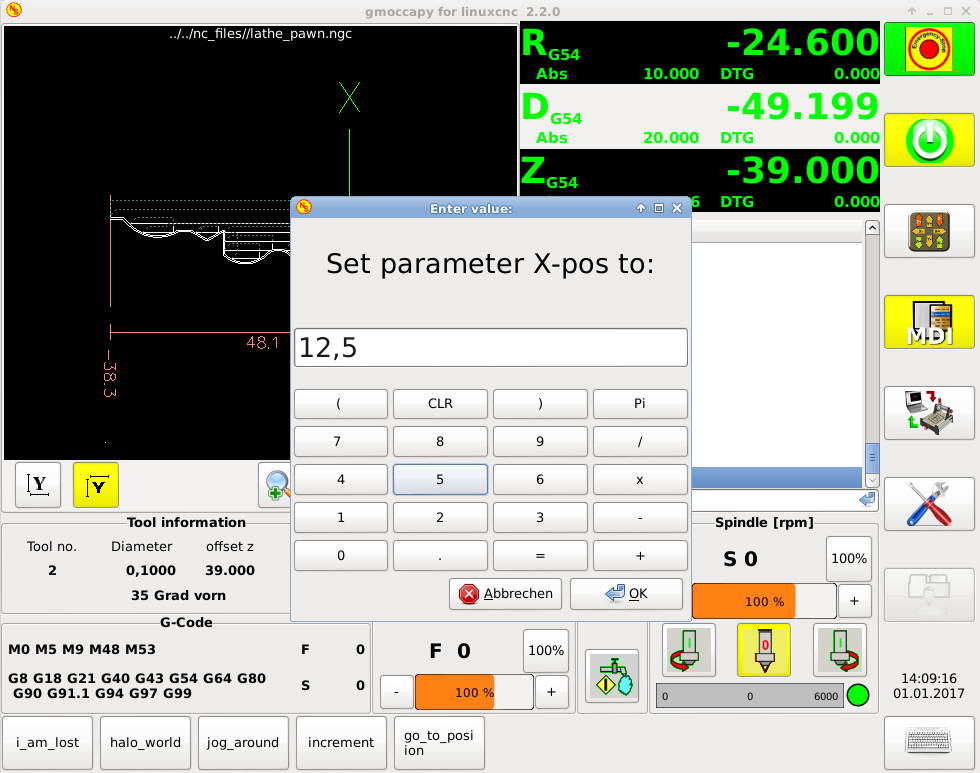 gmoccapy for linuxcnc 2.2.0
../../nc_files//lathe_pawn.ngc
X
48.1
-38.3
R G54 -24.600
Abs 10.000 DTG 0.000
D G54 -49.199
Abs 20.000 DTG 0.000
Z G54 -39.000
6 DTG 0.000
Emergency-Stop
MDI
Enter value:
Set parameter X-pos to:
12,5
( CLR ) Pi
7 8 9 /
4 5 6 x
1 2 3 -
0 . = +
Abbrechen OK
Y Y
Tool information
Tool no. Diameter offset z
2 0,1000 39.000
35 Grad vorn
G-Code
M0 M5 M9 M48 M53 F 0
G8 G18 G21 G40 G43 G54 G64 G80
G90 G91.1 G94 G97 G99
S 0
F 0 100%
- 100 % +
Spindle [rpm]
S 0 100%
100 % +
I 0 I
0 0 6000
14:09:16
01.01.2017
i_am_lost
halo_world
jog_around
increment
go_to_posi
ion